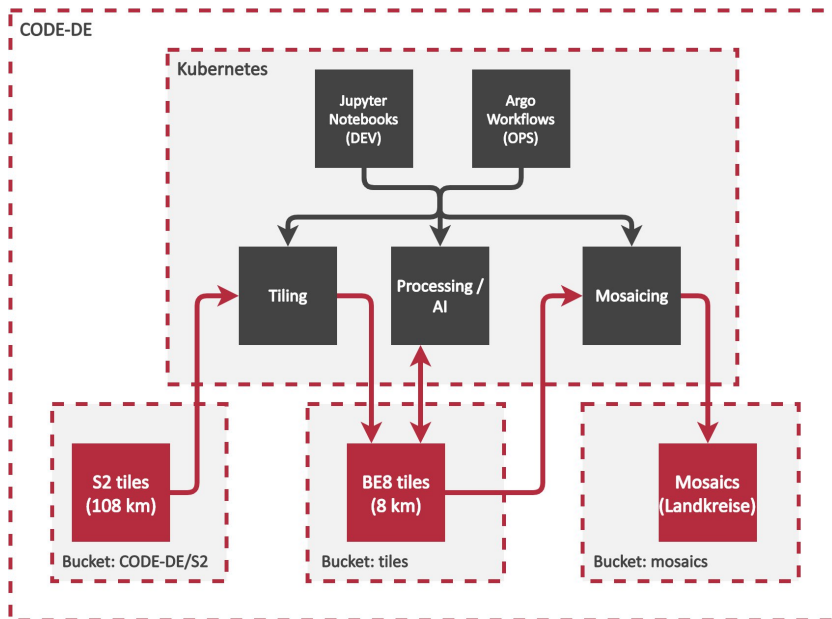 CODE-DE
Kubernetes
Jupyter
Notebooks
(DEV)
Argo
Workflows
(OPS)
Tiling
Processing /
AI
Mosaicing
S2 tiles
(108 km)
Bucket: CODE-DE/S2
BE8 tiles
(8 km)
Bucket: tiles
Mosaics
(Landkreise)
Bucket: mosaics